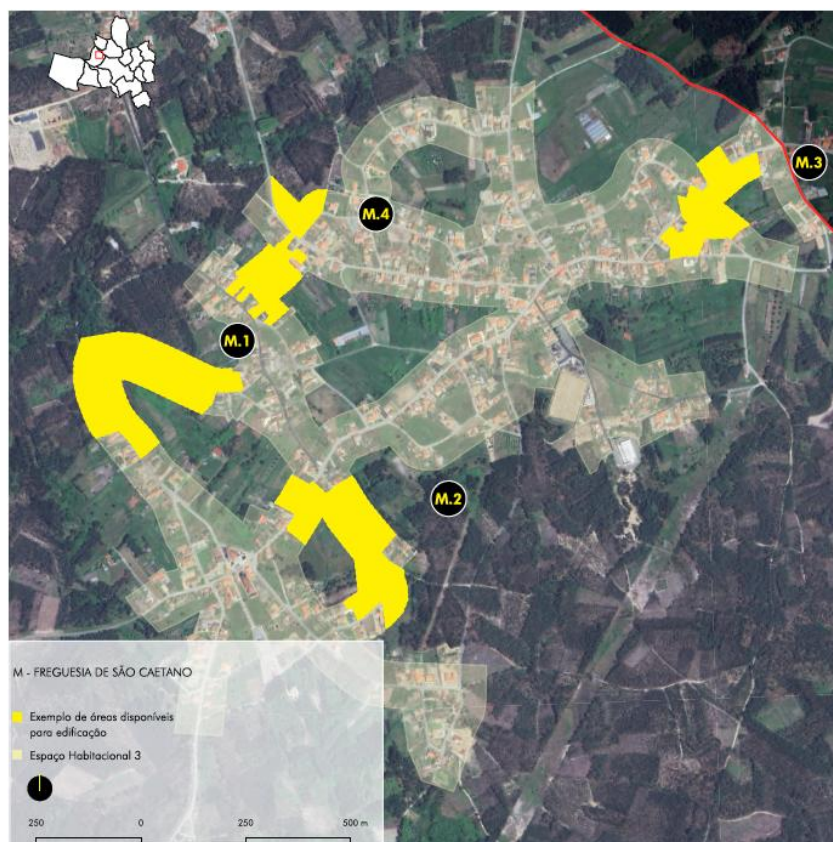 M.3
M.4
M.1
M.2
M - FREGUESIA DE SÃO CAETANO
Exemplo de áreas disponíveis
para edificação
Espaço Habitacional 3
250 0 250 500 m